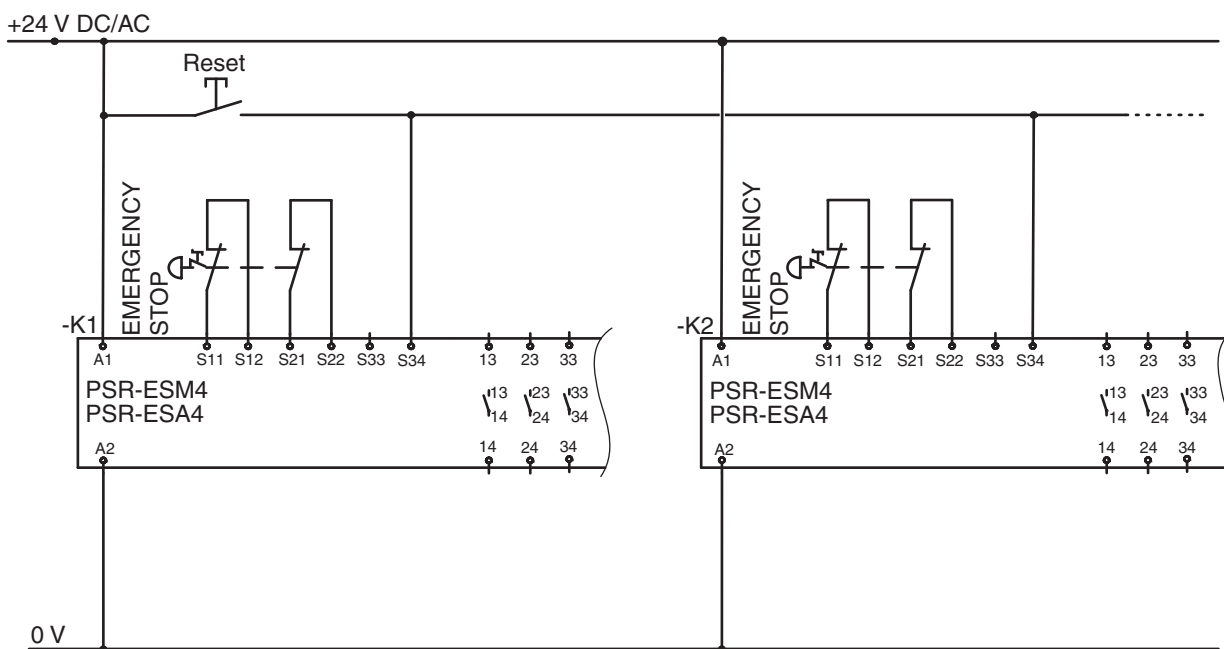 +24 V DC/AC
Reset
EMERGENCY
STOP
-K1
A1 S11 S12 S21 S22 S33 S34 13 23 33
PSR-ESM4
PSR-ESA4
13 23 33
14 24 34
A2 14 24 34
EMERGENCY
STOP
-K2
A1 S11 S12 S21 S22 S33 S34 13 23 33
PSR-ESM4
PSR-ESA4
13 23 33
14 24 34
A2 14 24 34
0 V